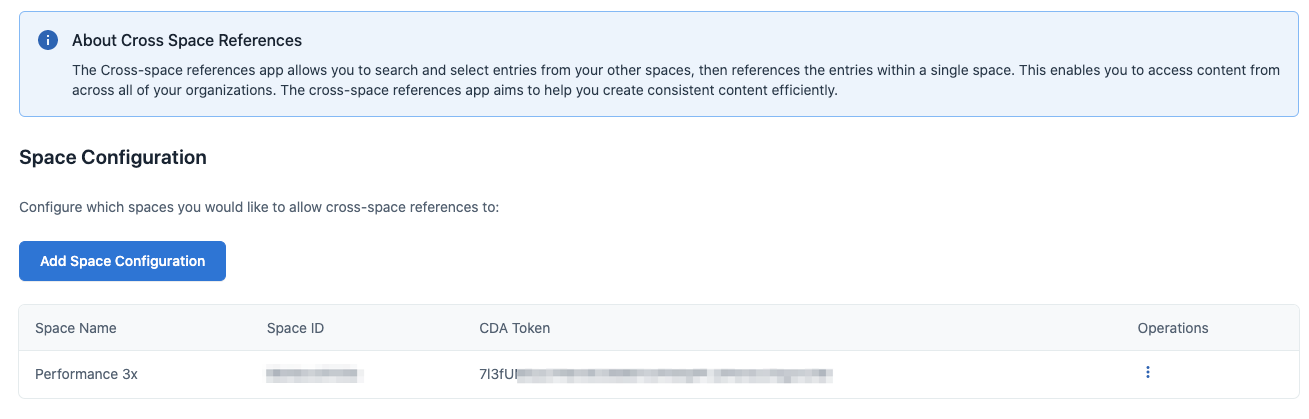 About Cross Space References
The Cross-space references app allows you to search and select entries from your other spaces, then references the entries within a single space. This enables you to access content from
across all of your organizations. The cross-space references app aims to help you create consistent content efficiently.
Space Configuration
Configure which spaces you would like to allow cross-space references to:
Add Space Configuration
Space Name Space ID CDA Token Operations
Performance 3x